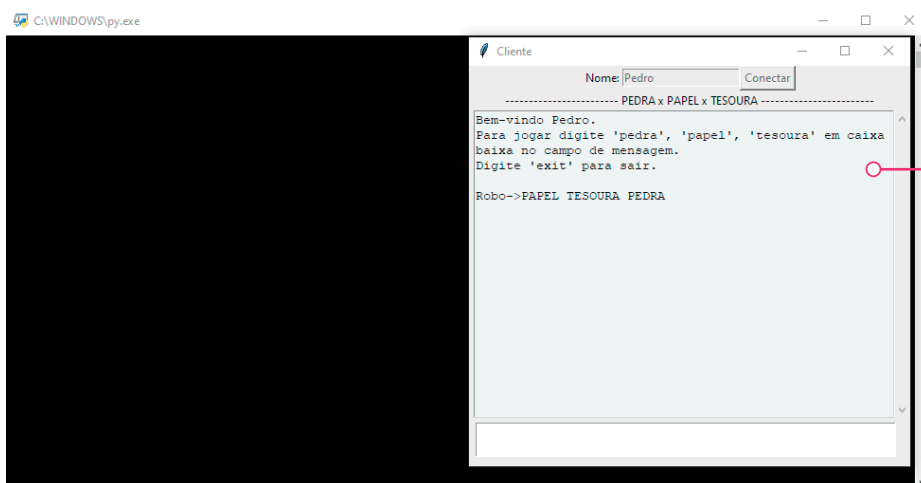 C:\WINDOWS\py.exe
Cliente
Nome: Pedro Conectar
------------------------ PEDRA x PAPEL x TESOURA ------------------------
Bem-vindo Pedro.
Para jogar digite 'pedra', 'papel', 'tesoura' em caixa
baixa no campo de mensagem.
Digite 'exit' para sair.
Robo->PAPEL TESOURA PEDRA